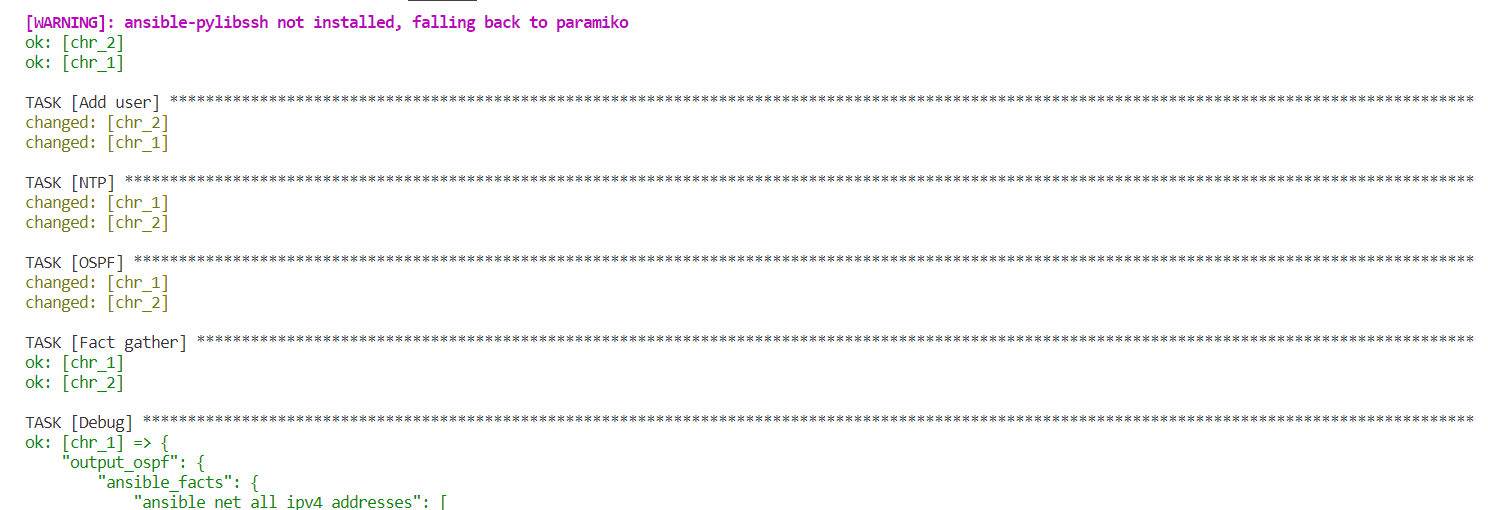 [WARNING]: ansible-pylibssh not installed, falling back to paramiko
ok: [chr_2]
ok: [chr_1]
TASK [Add user] *************************************************************************************************************************************************
changed: [chr_2]
changed: [chr_1]
TASK [NTP] ******************************************************************************************************************************************************
changed: [chr_1]
changed: [chr_2]
TASK [OSPF] *****************************************************************************************************************************************************
changed: [chr_1]
changed: [chr_2]
TASK [Fact gather] **********************************************************************************************************************************************
ok: [chr_1]
ok: [chr_2]
TASK [Debug] ****************************************************************************************************************************************************
ok: [chr_1] => {
    "output_ospf": {
        "ansible_facts": {
            "ansible_net_all_ipv4_addresses": [